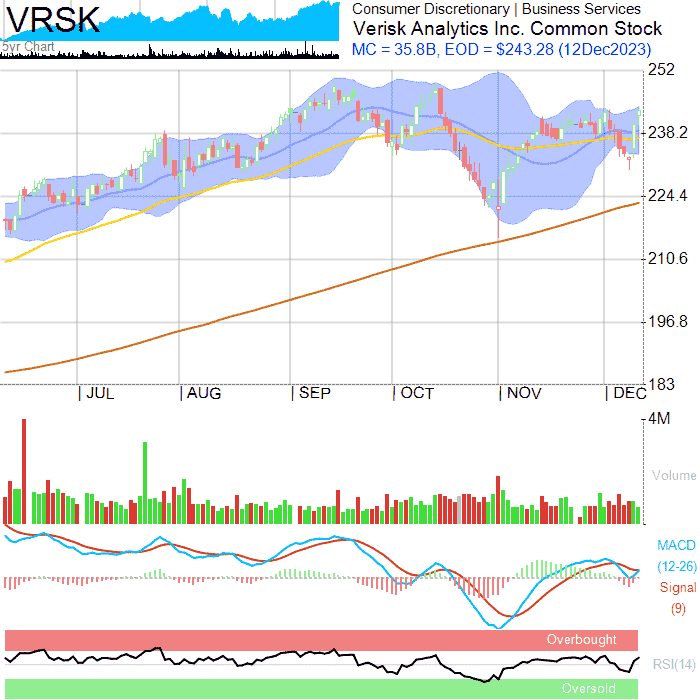 VRSK
5yr Chart
Consumer Discretionary | Business Services
Verisk Analytics Inc. Common Stock
MC = 35.8B, EOD = $243.28 (12Dec2023)
252
238.2
224.4
210.6
196.8
183
| JUL | AUG | SEP | OCT | NOV | DEC
4M
Volume
MACD
(12-26)
Signal
(9)
Overbought
RSI(14)
Oversold